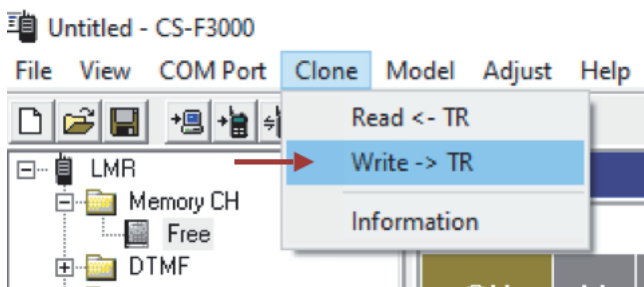 Untitled - CS-F3000
File View COM Port Clone Model Adjust Help
Read <- TR
Write -> TR
Information
LMR
Memory CH
Free
DTMF